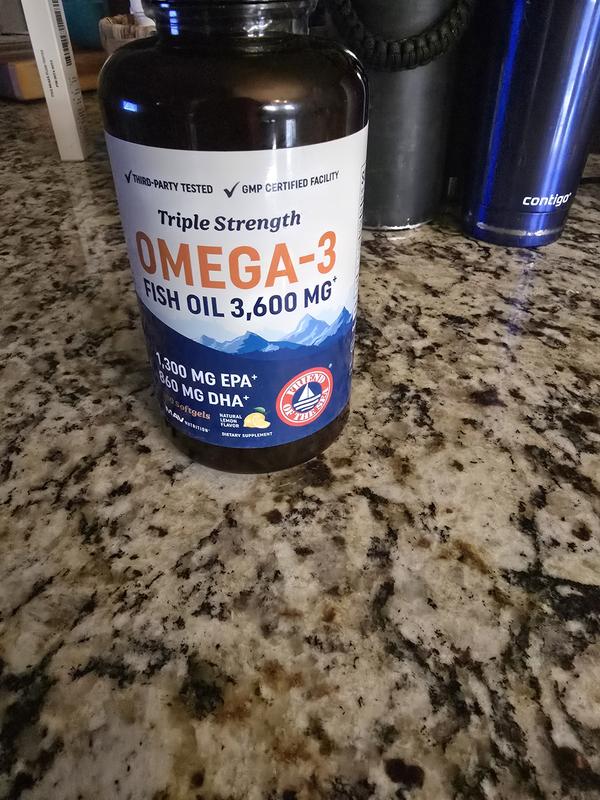 ✓THIRD-PARTY TESTED ✓ GMP CERTIFIED FACILITY
Triple Strength
OMEGA-3
FISH OIL 3,600 MG+
1,300 MG EPA+
860 MG DHA+
softgels
MAV NUTRITION
NATURAL
LEMON
FLAVOR
DIETARY SUPPLEMENT
FRIEND
OF THE SEA
contigo